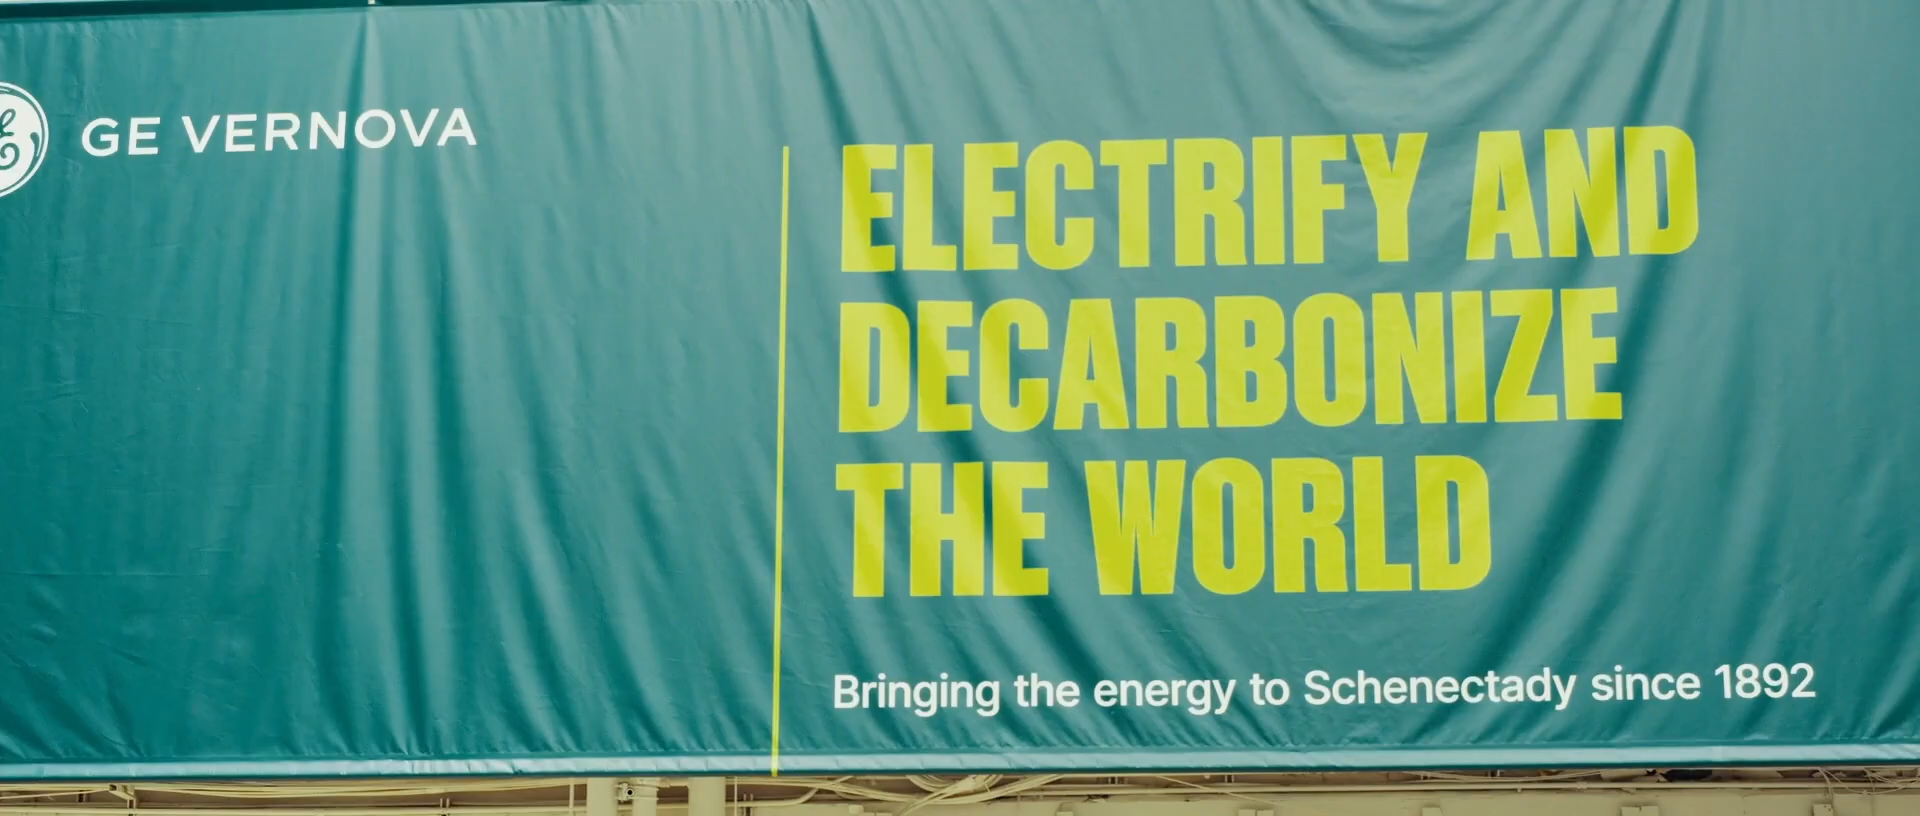 GE VERNOVA
ELECTRIFY AND
DECARBONIZE
THE WORLD
Bringing the energy to Schenectady since 1892